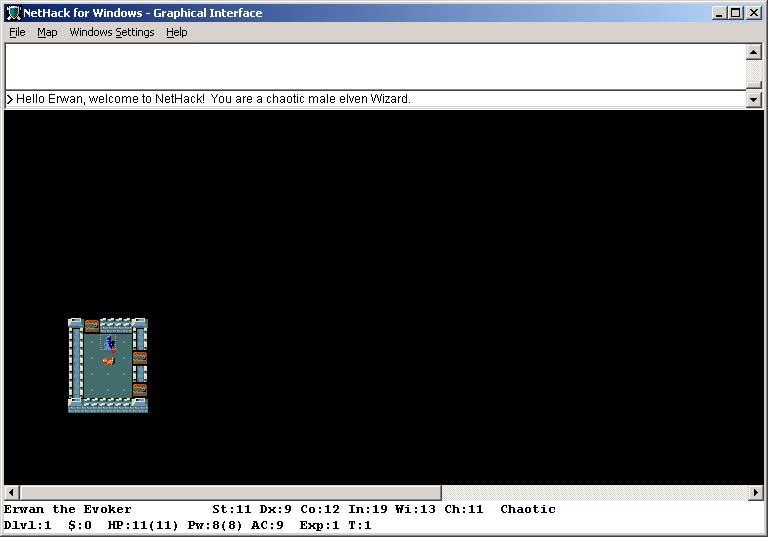 NetHack for Windows - Graphical Interface
File Map Windows Settings Help
> Hello Erwan, welcome to NetHack! You are a chaotic male elven Wizard.
Erwan the Evoker St:11 Dx:9 Co:12 In:19 Wi:13 Ch:11 Chaotic
Dlvl:1 $:0 HP:11(11) Pw:8(8) AC:9 Exp:1 T:1